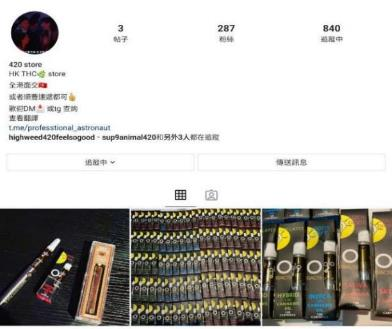 3 287 840
帖子 粉絲 追蹤中
420 store
HK THC🌿 store
全港面交🇭🇰
或者順豐速遞都可👍
歡迎DM📩 或tg 查詢
查看翻譯
t.me/professtional_astronaut
highweed420feelsogood、sup9animal420和另外3人都在追蹤
追蹤中 傳送訊息
HYBRID